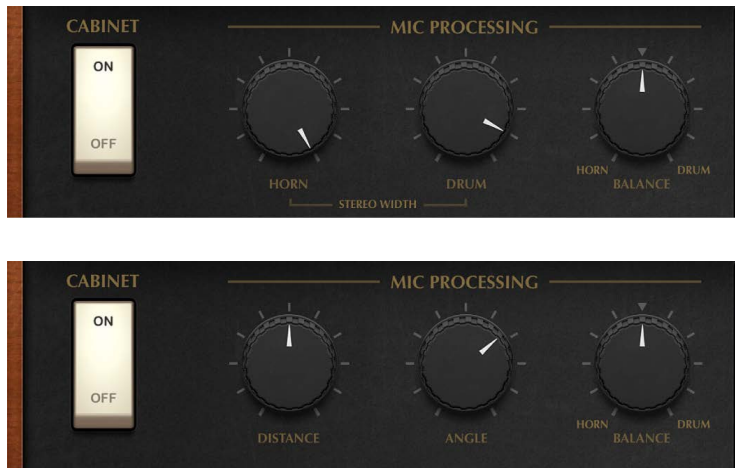 CABINET
MIC PROCESSING
ON
OFF
HORN
DRUM
HORN
DRUM
BALANCE
STEREO WIDTH
CABINET
MIC PROCESSING
ON
OFF
DISTANCE
ANGLE
HORN
DRUM
BALANCE